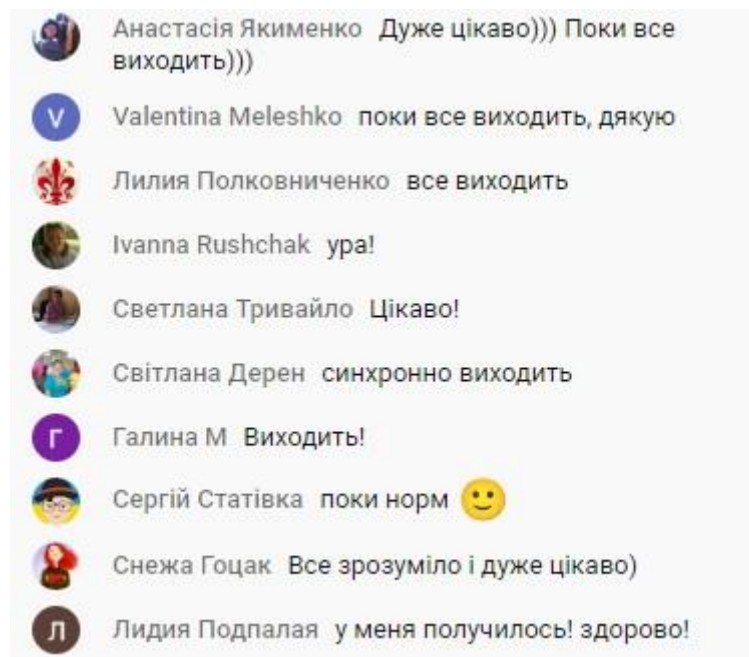 Анастасія Якименко Дуже цікаво))) Поки все
виходить)))
V Valentina Meleshko поки все виходить, дякую
Лилия Полковниченко все виходить
Ivanna Rushchak ура!
Светлана Тривайло Цікаво!
Світлана Дерен синхронно виходить
Г Галина М Виходить!
Сергій Статівка поки норм 🙂
Снежа Гоцак Все зрозуміло і дуже цікаво)
Л Лидия Подпалая у меня получилось! здорово!